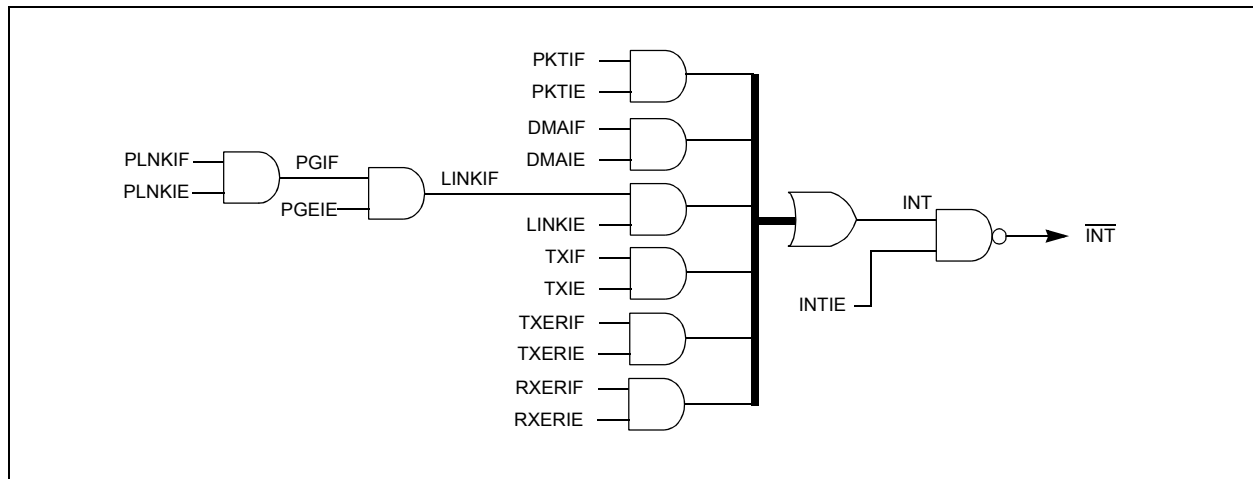 PKTIF
PKTIE
DMAIF
DMAIE
PLNKIF
PGIF
PLNKIE
LINKIF
PGEIE
LINKIE
INT
INT
TXIF
TXIE
INTIE
TXERIF
TXERIE
RXERIF
RXERIE